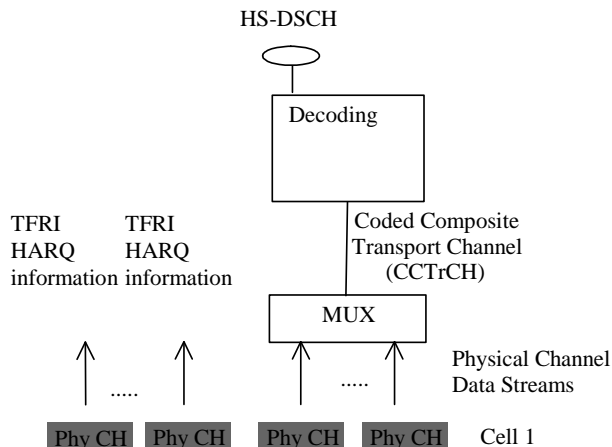 HS-DSCH
Decoding
TFRI
HARQ
information
TFRI
HARQ
information
Coded Composite
Transport Channel
(CCTrCH)
MUX
Physical Channel
Data Streams
.....
.....
Phy CH
Phy CH
Phy CH
Phy CH
Cell 1